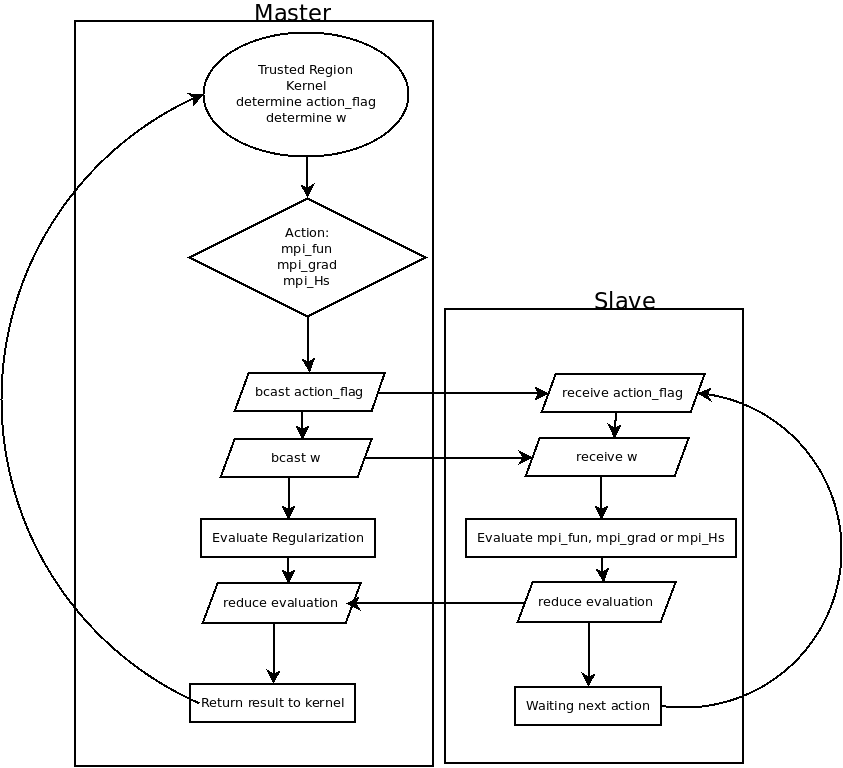 Master
Trusted Region
Kernel
determine action_flag
determine w
Action:
mpi_fun
mpi_grad
mpi_Hs
bcast action_flag
bcast w
Evaluate Regularization
reduce evaluation
Return result to kernel
Slave
receive action_flag
receive w
Evaluate mpi_fun, mpi_grad or mpi_Hs
reduce evaluation
Waiting next action